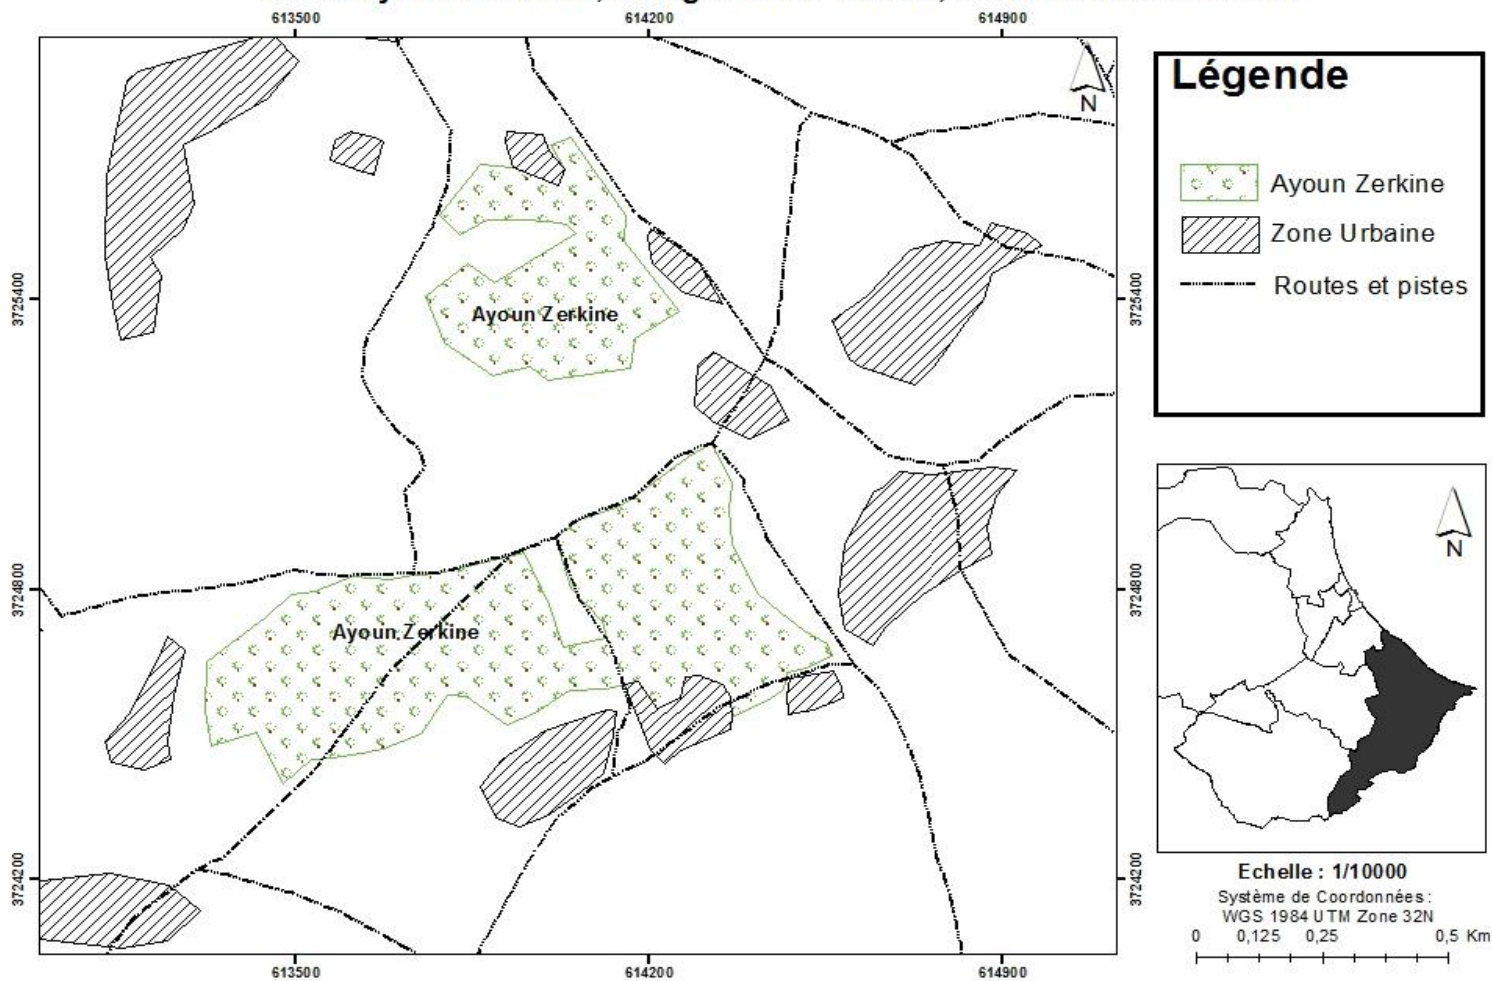 613500 614200 614900
N
Légende
Ayoun Zerkine
Zone Urbaine
Routes et pistes
3725400
3725400
Ayoun Zerkine
3724800
3724800
Ayoun Zerkine
N
3724200
3724200
Echelle : 1/10000
Système de Coordonnées :
WGS 1984 UTM Zone 32N
0 0,125 0,25 0,5 Km
613500 614200 614900